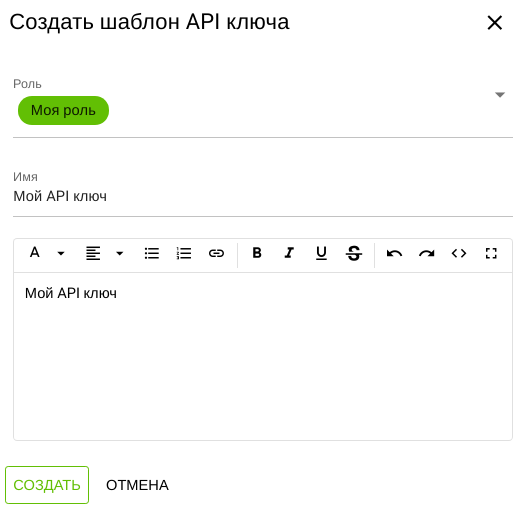 Создать шаблон API ключа
Роль
Моя роль
Имя
Мой API ключ
Мой API ключ
СОЗДАТЬ ОТМЕНА